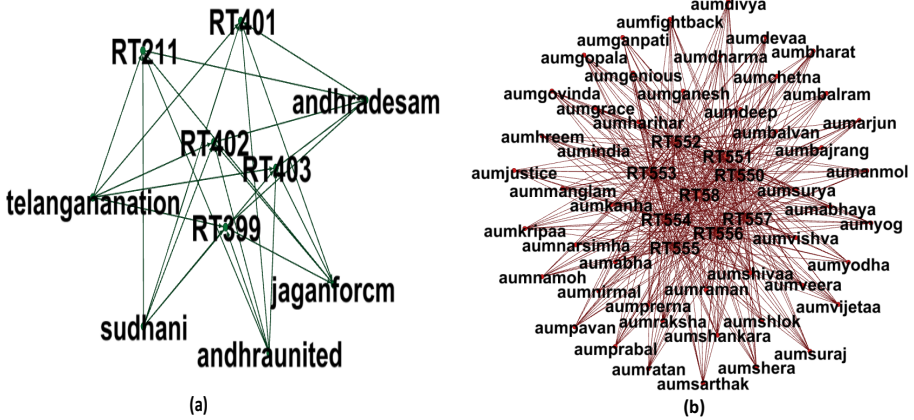 RT401
RT211
andhradesam
RT402
RT403
telangananation
RT399
jaganforcm
sudhani
andhraunited
(a)
aumdivya
aumfightback
aumganpati
aumdevaa
aumgopala
aumdharma
aumbharat
aumgenious
aumchetna
aumgovinda
aumganesh
aumbalram
aumgrace
aumdeep
aumharihar
aumarjun
aumhreem
RT552
aumbalvan
aumindia
RT551
aumbajrang
aumjustice
RT553
RT550
aumanmol
aummanglam
RT58
aumsurya
aumkanha
aumabhaya
RT554
RT557
aumyog
aumkripaa
RT556
aumvishva
aumnarsimha
RT555
aumabha
aumyodha
aumnamoh
aumshivaa
aumveera
aumnirmal
aumraman
aumprerna
aumvijetaa
aumpavan
aumraksha
aumshlok
aumshankara
aumprabal
aumsuraj
aumratan
aumshera
aumsarthak
(b)